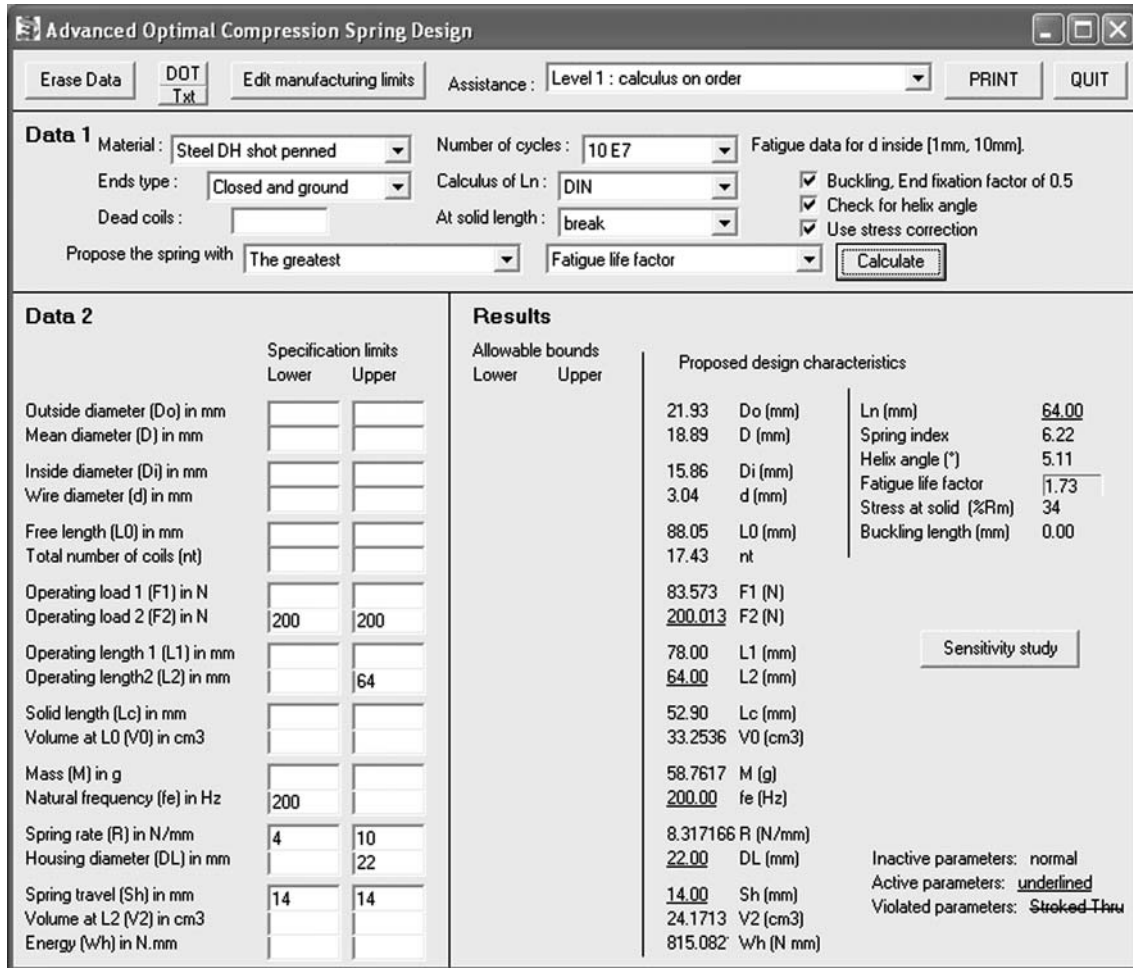 Advanced Optimal Compression Spring Design
Erase Data
DOT
Txt
Edit manufacturing limits
Assistance : Level 1 : calculus on order
PRINT
QUIT
Data 1
Material : Steel DH shot penned
Number of cycles : 10 E7
Fatigue data for d inside [1mm, 10mm].
Ends type : Closed and ground
Calculus of Ln : DIN
Buckling, End fixation factor of 0.5
Dead coils :
At solid length : break
Check for helix angle
Use stress correction
Propose the spring with The greatest Fatigue life factor
Calculate
Data 2
Specification limits
Lower Upper
Outside diameter (Do) in mm
Mean diameter (D) in mm
Inside diameter (Di) in mm
Wire diameter (d) in mm
Free length (L0) in mm
Total number of coils (nt)
Operating load 1 (F1) in N
Operating load 2 (F2) in N 200 200
Operating length 1 (L1) in mm
Operating length2 (L2) in mm 64
Solid length (Lc) in mm
Volume at L0 (V0) in cm3
Mass (M) in g
Natural frequency (fe) in Hz 200
Spring rate (R) in N/mm 4 10
Housing diameter (DL) in mm 22
Spring travel (Sh) in mm 14 14
Volume at L2 (V2) in cm3
Energy (Wh) in N.mm
Results
Allowable bounds
Lower Upper
Proposed design characteristics
21.93 Do (mm)
18.89 D (mm)
15.86 Di (mm)
3.04 d (mm)
88.05 L0 (mm)
17.43 nt
83.573 F1 (N)
200.013 F2 (N)
78.00 L1 (mm)
64.00 L2 (mm)
52.90 Lc (mm)
33.2536 V0 (cm3)
58.7617 M (g)
200.00 fe (Hz)
8.317166 R (N/mm)
22.00 DL (mm)
14.00 Sh (mm)
24.1713 V2 (cm3)
815.082 Wh (N mm)
Ln (mm) 64.00
Spring index 6.22
Helix angle (°) 5.11
Fatigue life factor 1.73
Stress at solid (%Rm) 34
Buckling length (mm) 0.00
Sensitivity study
Inactive parameters: normal
Active parameters: underlined
Violated parameters: Stroked Thru